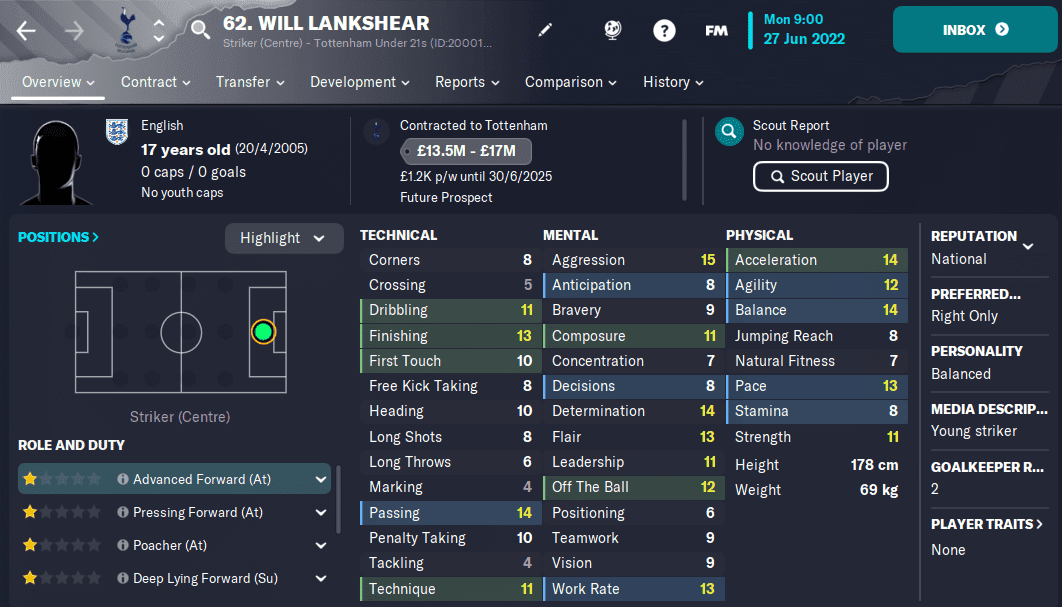 62. WILL LANKSHEAR
Striker (Centre) - Tottenham Under 21s (ID:20001...
?
FM
Mon 9:00
27 Jun 2022
INBOX
Overview
Contract
Transfer
Development
Reports
Comparison
History
English
17 years old (20/4/2005)
0 caps / 0 goals
No youth caps
Contracted to Tottenham
£13.5M - £17M
£1.2K p/w until 30/6/2025
Future Prospect
Scout Report
No knowledge of player
Scout Player
POSITIONS >
Highlight
Striker (Centre)
ROLE AND DUTY
Advanced Forward (At)
Pressing Forward (At)
Poacher (At)
Deep Lying Forward (Su)
TECHNICAL
Corners 8
Crossing 5
Dribbling 11
Finishing 13
First Touch 10
Free Kick Taking 8
Heading 10
Long Shots 8
Long Throws 6
Marking 4
Passing 14
Penalty Taking 10
Tackling 4
Technique 11
MENTAL
Aggression 15
Anticipation 8
Bravery 9
Composure 11
Concentration 7
Decisions 8
Determination 14
Flair 13
Leadership 11
Off The Ball 12
Positioning 6
Teamwork 9
Vision 9
Work Rate 13
PHYSICAL
Acceleration 14
Agility 12
Balance 14
Jumping Reach 8
Natural Fitness 7
Pace 13
Stamina 8
Strength 11
Height 178 cm
Weight 69 kg
REPUTATION
National
PREFERRED...
Right Only
PERSONALITY
Balanced
MEDIA DESCRIP...
Young striker
GOALKEEPER R...
2
PLAYER TRAITS >
None